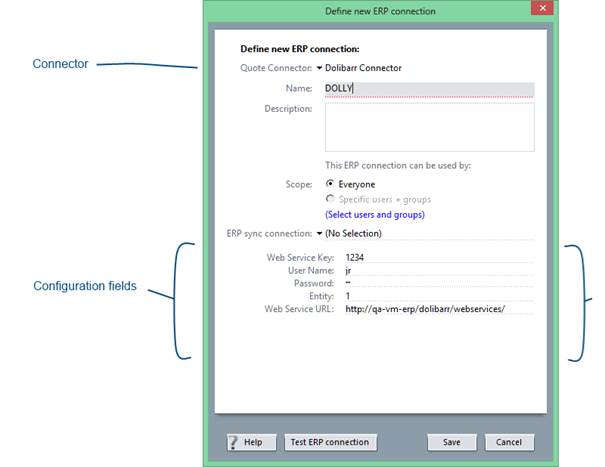 Define new ERP connection
Define new ERP connection:
Connector
Quote Connector: Dolibarr Connector
Name: DOLLY
Description:
This ERP connection can be used by:
Scope: Everyone
Specific users + groups
(Select users and groups)
ERP sync connection: (No Selection)
Web Service Key: 1234
User Name: jr
Configuration fields
Password: **
Entity: 1
Web Service URL: http://qa-vm-erp/dolibarr/webservices/
? Help Test ERP connection Save Cancel